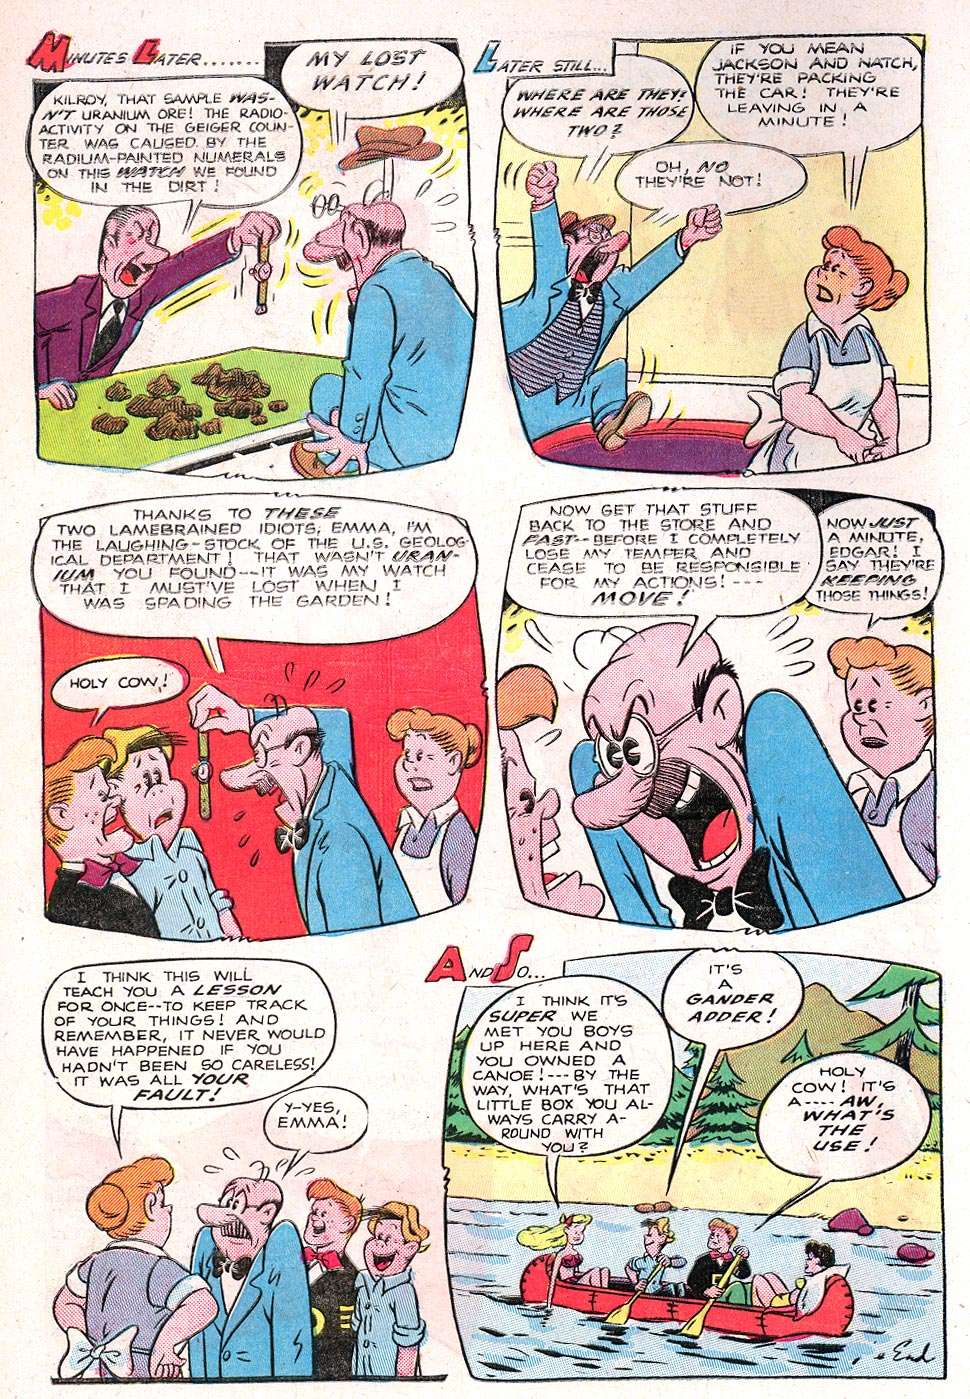 MINUTES LATER.......
KILROY, THAT SAMPLE WAS-
N'T URANIUM ORE! THE RADIO-
ACTIVITY ON THE GEIGER COUN-
TER WAS CAUSED BY THE
RADIUM-PAINTED NUMERALS
ON THIS WATCH WE FOUND
IN THE DIRT!
MY LOST
WATCH!
LATER STILL...
WHERE ARE THEY?
WHERE ARE THOSE
TWO?
IF YOU MEAN
JACKSON AND NATCH,
THEY'RE PACKING
THE CAR! THEY'RE
LEAVING IN A
MINUTE!
OH, NO
THEY'RE NOT!
THANKS TO THESE
TWO LAMEBRAINED IDIOTS, EMMA, I'M
THE LAUGHING-STOCK OF THE U.S. GEOLOG-
ICAL DEPARTMENT! THAT WASN'T URAN-
IUM YOU FOUND--IT WAS MY WATCH
THAT I MUST'VE LOST WHEN I
WAS SPADING THE GARDEN!
HOLY COW!
NOW GET THAT STUFF
BACK TO THE STORE AND
FAST--BEFORE I COMPLETELY
LOSE MY TEMPER AND
CEASE TO BE RESPONSIBLE
FOR MY ACTIONS!---
MOVE!
NOW JUST
A MINUTE,
EDGAR! I
SAY THEY'RE
KEEPING
THOSE THINGS!
I THINK THIS WILL
TEACH YOU A LESSON
FOR ONCE--TO KEEP TRACK
OF YOUR THINGS! AND
REMEMBER, IT NEVER WOULD
HAVE HAPPENED IF YOU
HADN'T BEEN SO CARELESS!
IT WAS ALL YOUR
FAULT!
Y-YES,
EMMA!
AND SO...
I THINK IT'S
SUPER WE
MET YOU BOYS
UP HERE AND
YOU OWNED A
CANOE!---BY THE
WAY, WHAT'S THAT
LITTLE BOX YOU AL-
WAYS CARRY A-
ROUND WITH
YOU?
IT'S
A
GANDER
ADDER!
HOLY
COW! IT'S
A----AW,
WHAT'S
THE
USE!
End